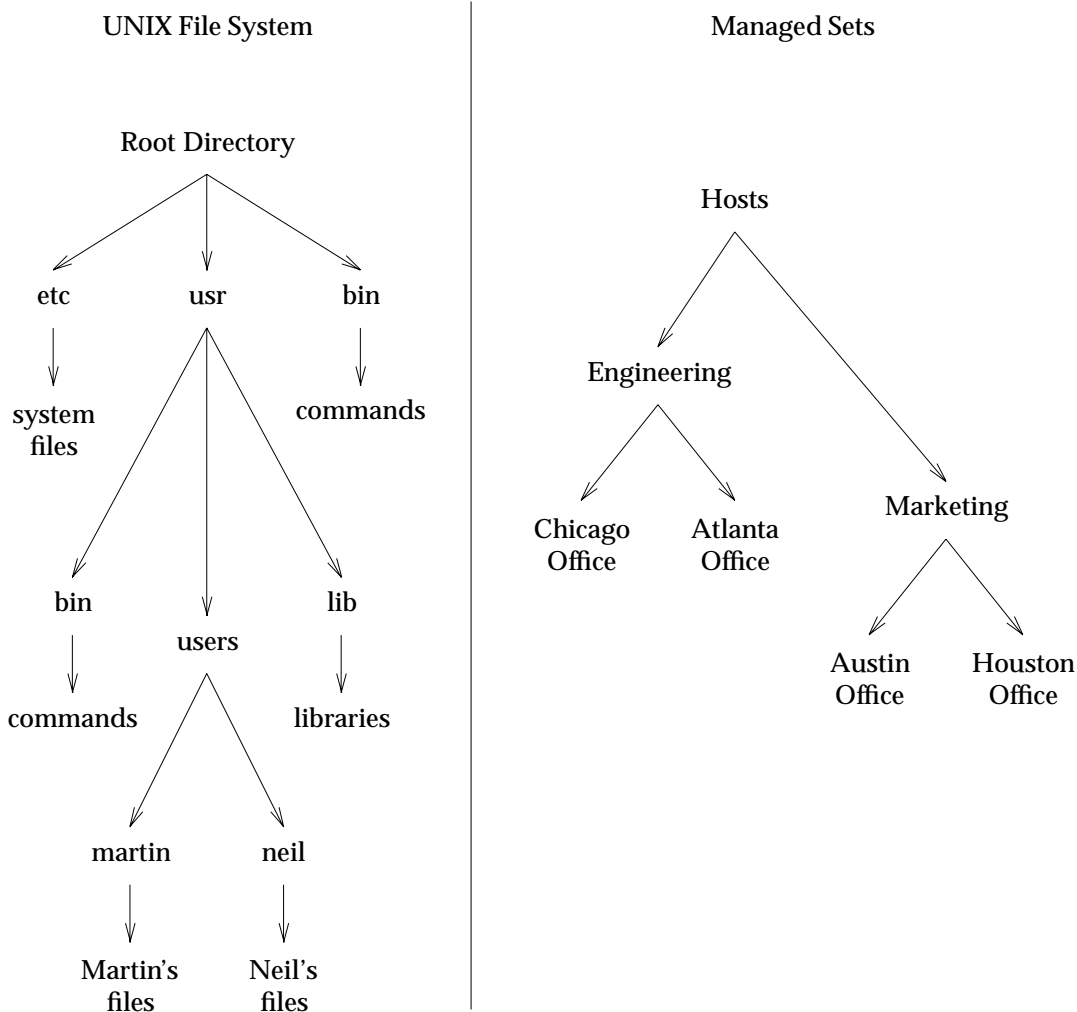 UNIX File System
Root Directory
etc
usr
bin
system
files
commands
bin
users
lib
commands
libraries
martin
neil
Martin's
files
Neil's
files
Managed Sets
Hosts
Engineering
Chicago
Office
Atlanta
Office
Marketing
Austin
Office
Houston
Office